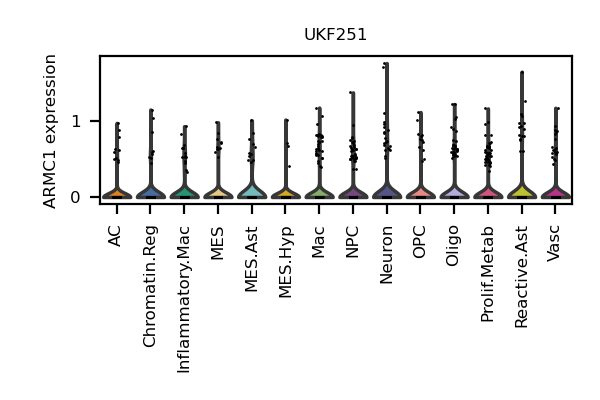 UKF251
ARMC1 expression
1
0
AC
Chromatin.Reg
Inflammatory.Mac
MES
MES.Ast
MES.Hyp
Mac
NPC
Neuron
OPC
Oligo
Prolif.Metab
Reactive.Ast
Vasc